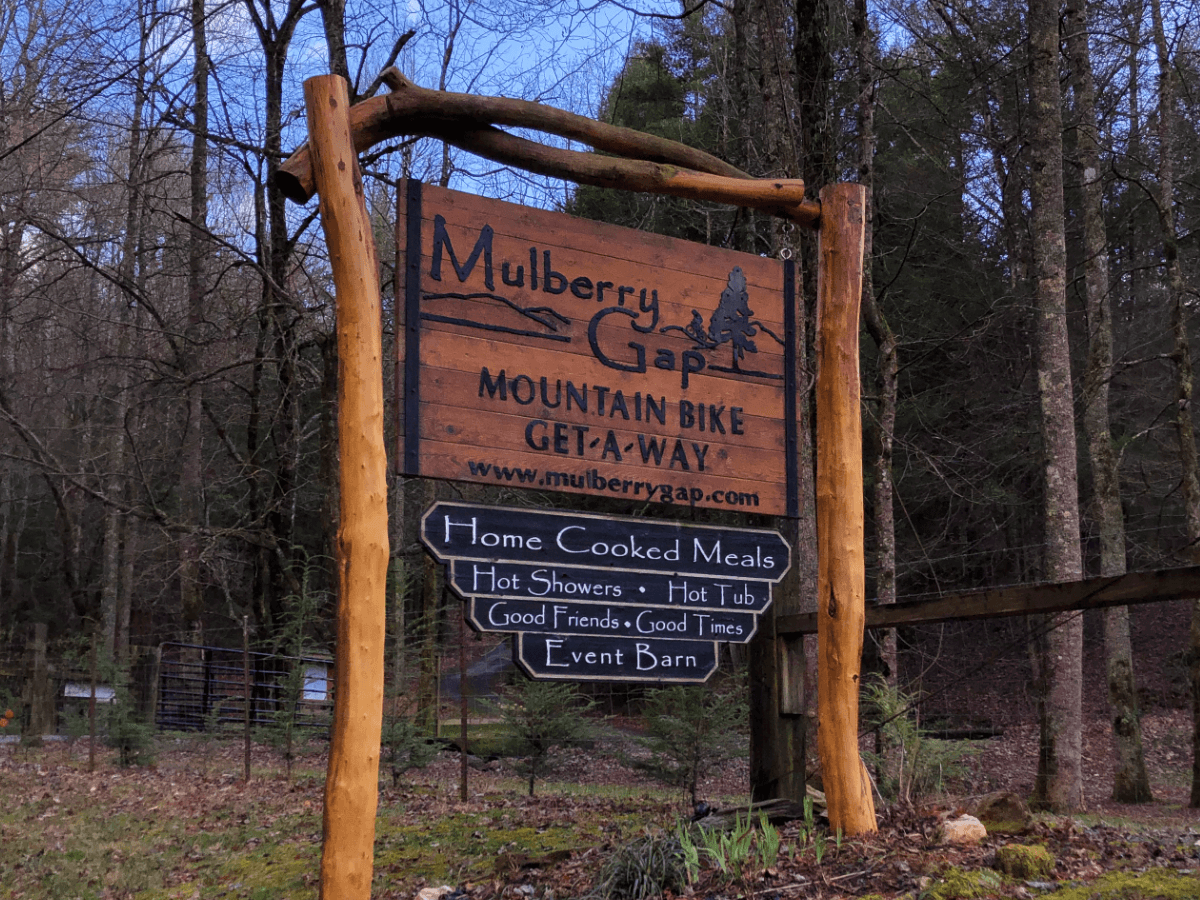 Mulberry
Gap
MOUNTAIN BIKE
GET-A-WAY
www.mulberrygap.com
Home Cooked Meals
Hot Showers • Hot Tub
Good Friends • Good Times
Event Barn